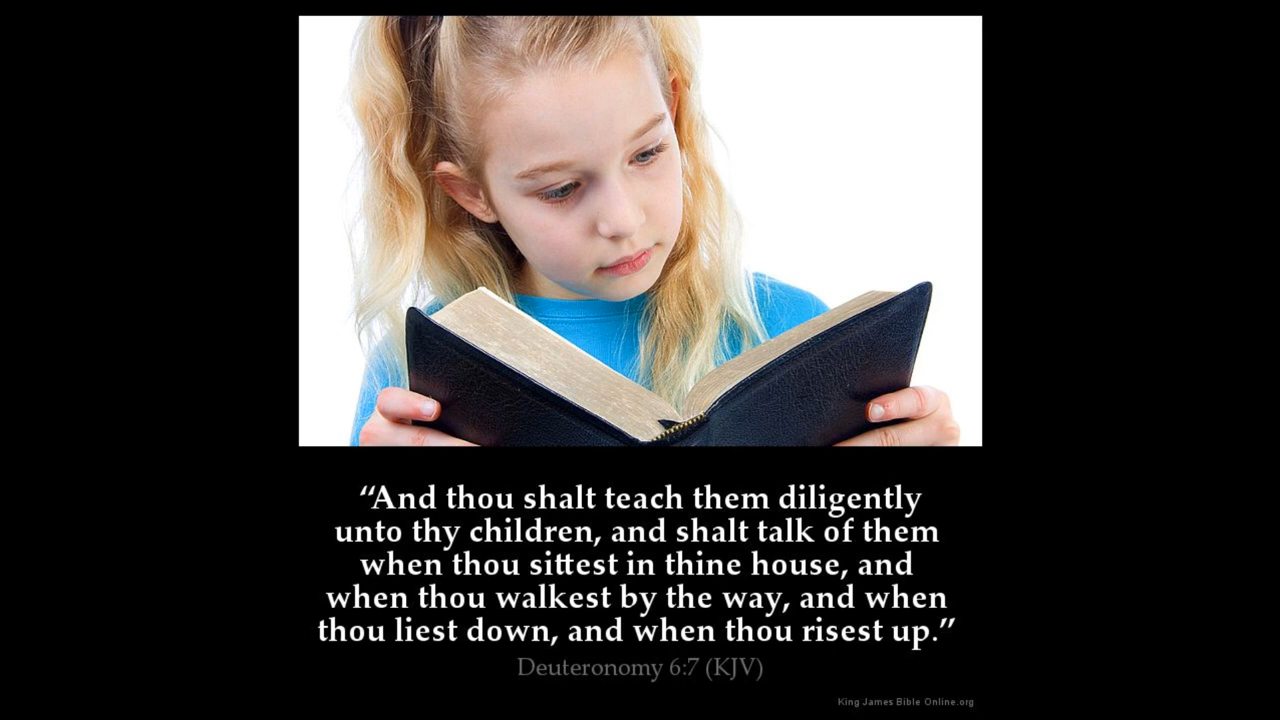 “And thou shalt teach them diligently
unto thy children, and shalt talk of them
when thou sittest in thine house, and
when thou walkest by the way, and when
thou liest down, and when thou risest up.”
Deuteronomy 6:7 (KJV)
King James Bible Online.org